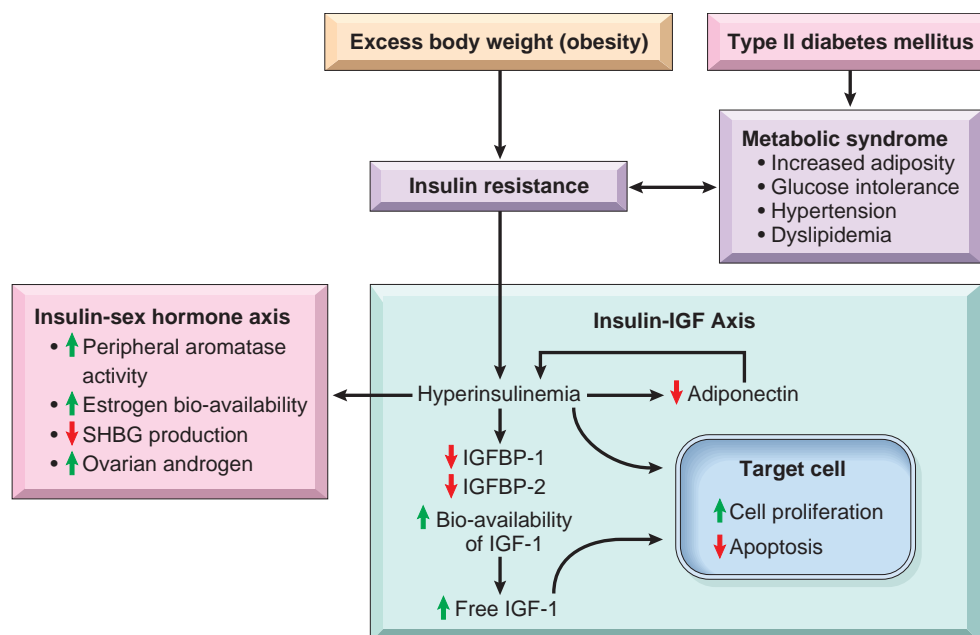 Excess body weight (obesity)
Type II diabetes mellitus
Metabolic syndrome
• Increased adiposity
• Glucose intolerance
• Hypertension
• Dyslipidemia
Insulin resistance
Insulin-sex hormone axis
• Peripheral aromatase
activity
• Estrogen bio-availability
• SHBG production
• Ovarian androgen
Insulin-IGF Axis
Hyperinsulinemia
Adiponectin
IGFBP-1
IGFBP-2
Bio-availability
of IGF-1
Free IGF-1
Target cell
Cell proliferation
Apoptosis